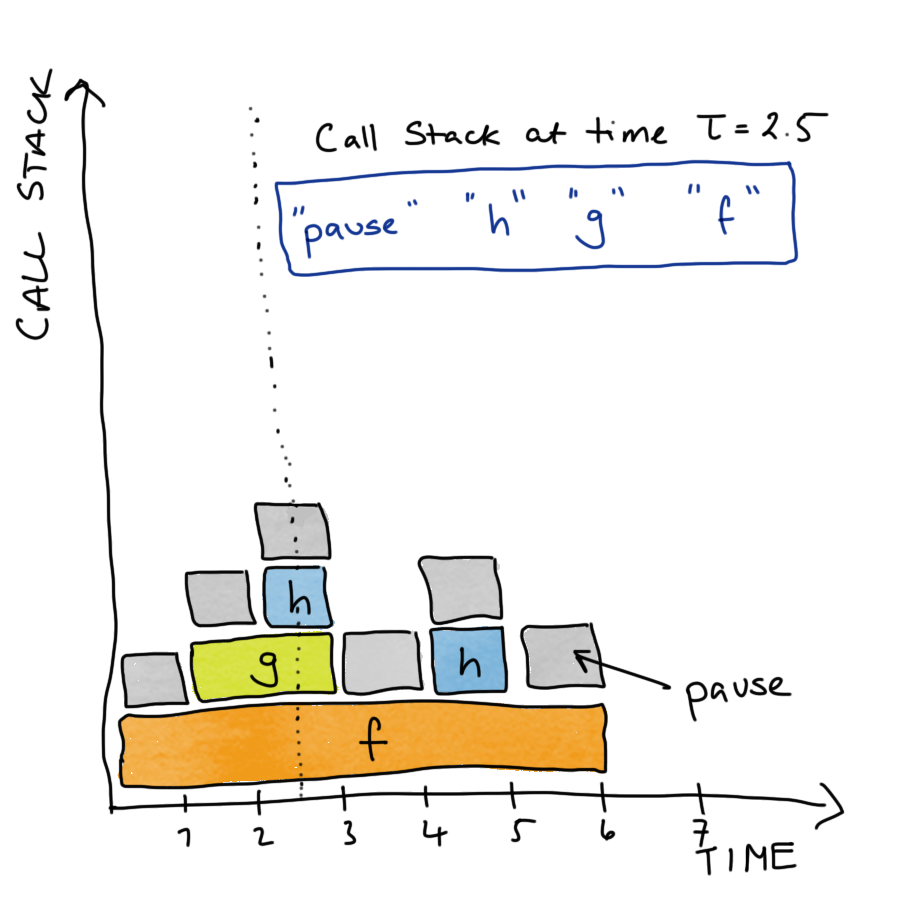 CALL STACK
Call Stack at time T = 2.5
"pause" "h" "g" "f"
h
g
h
pause
f
1 2 3 4 5 6 7
TIME